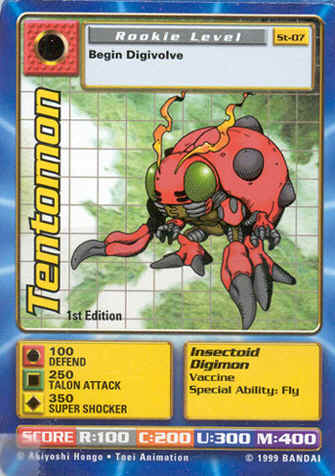 Rookie Level
St-07
Begin Digivolve
Tentomon
1st Edition
100
DEFEND
250
TALON ATTACK
350
SUPER SHOCKER
Insectoid
Digimon
Vaccine
Special Ability: Fly
SCORE R:100 C:200 U:300 M:400
© Akiyoshi Hongo • Toei Animation © 1999 BANDAI